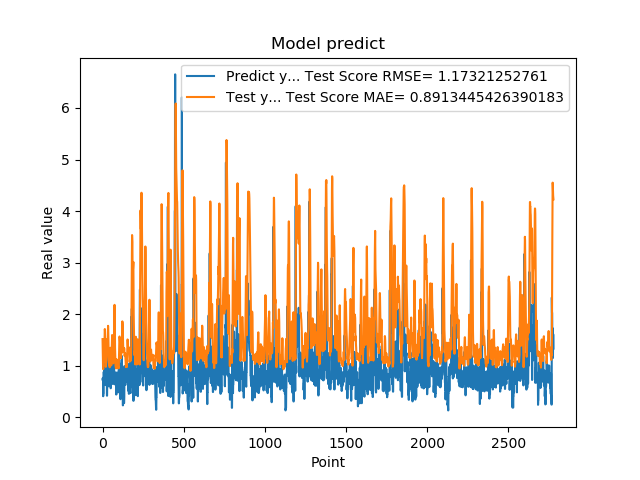 Model predict
Predict y... Test Score RMSE= 1.17321252761
Test y... Test Score MAE= 0.8913445426390183
Real value
6
5
4
3
2
1
0
0 500 1000 1500 2000 2500
Point